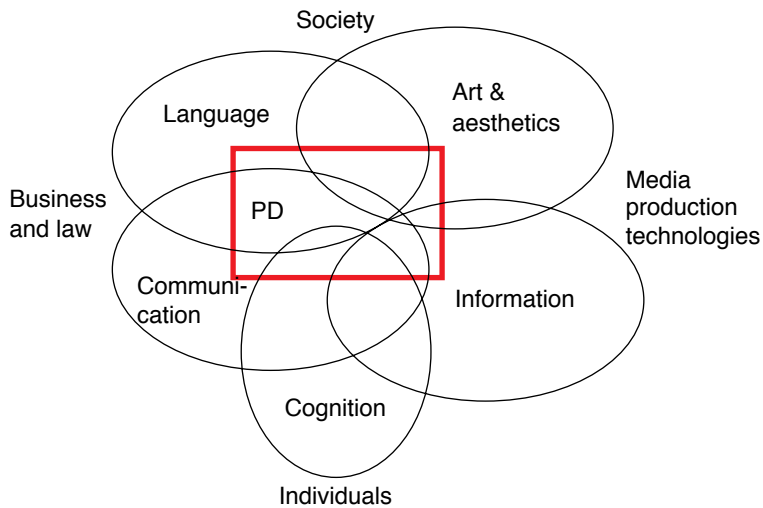 Society
Language
Art &
aesthetics
Business
and law
PD
Media
production
technologies
Communi-
cation
Information
Cognition
Individuals